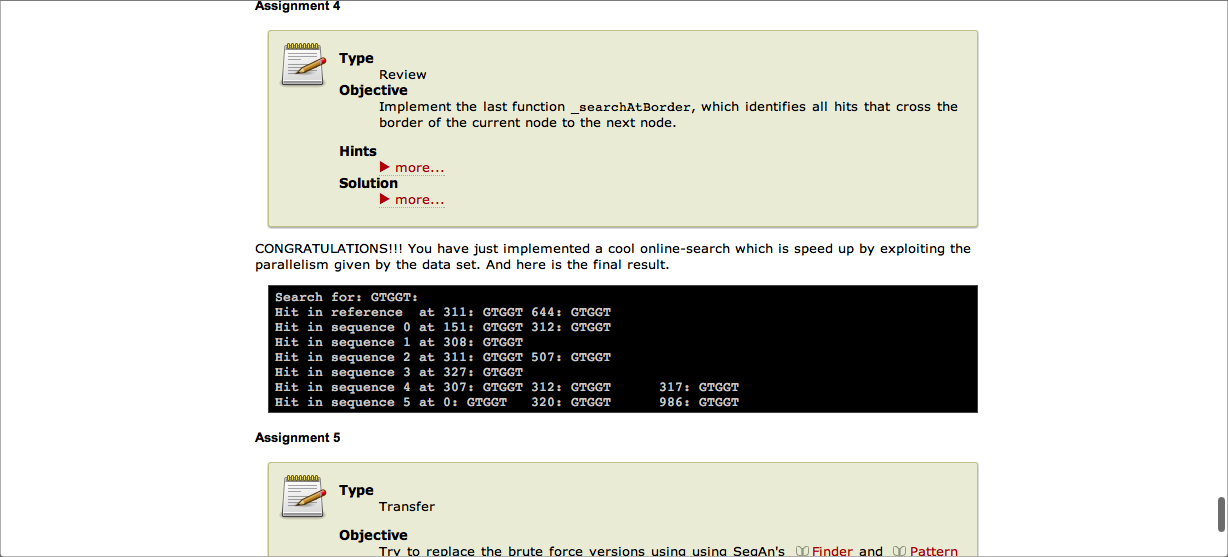 Assignment 4
Type
Review
Objective
Implement the last function _searchAtBorder, which identifies all hits that cross the
border of the current node to the next node.
Hints
more...
Solution
more...
CONGRATULATIONS!!! You have just implemented a cool online-search which is speed up by exploiting the
parallelism given by the data set. And here is the final result.
Search for: GTGGT:
Hit in reference  at 311: GTGGT 644: GTGGT
Hit in sequence 0 at 151: GTGGT 312: GTGGT
Hit in sequence 1 at 308: GTGGT
Hit in sequence 2 at 311: GTGGT 507: GTGGT
Hit in sequence 3 at 327: GTGGT
Hit in sequence 4 at 307: GTGGT 312: GTGGT      317: GTGGT
Hit in sequence 5 at 0: GTGGT   320: GTGGT      986: GTGGT
Assignment 5
Type
Transfer
Objective
Try to replace the brute force versions using using SeqAn's Finder and Pattern